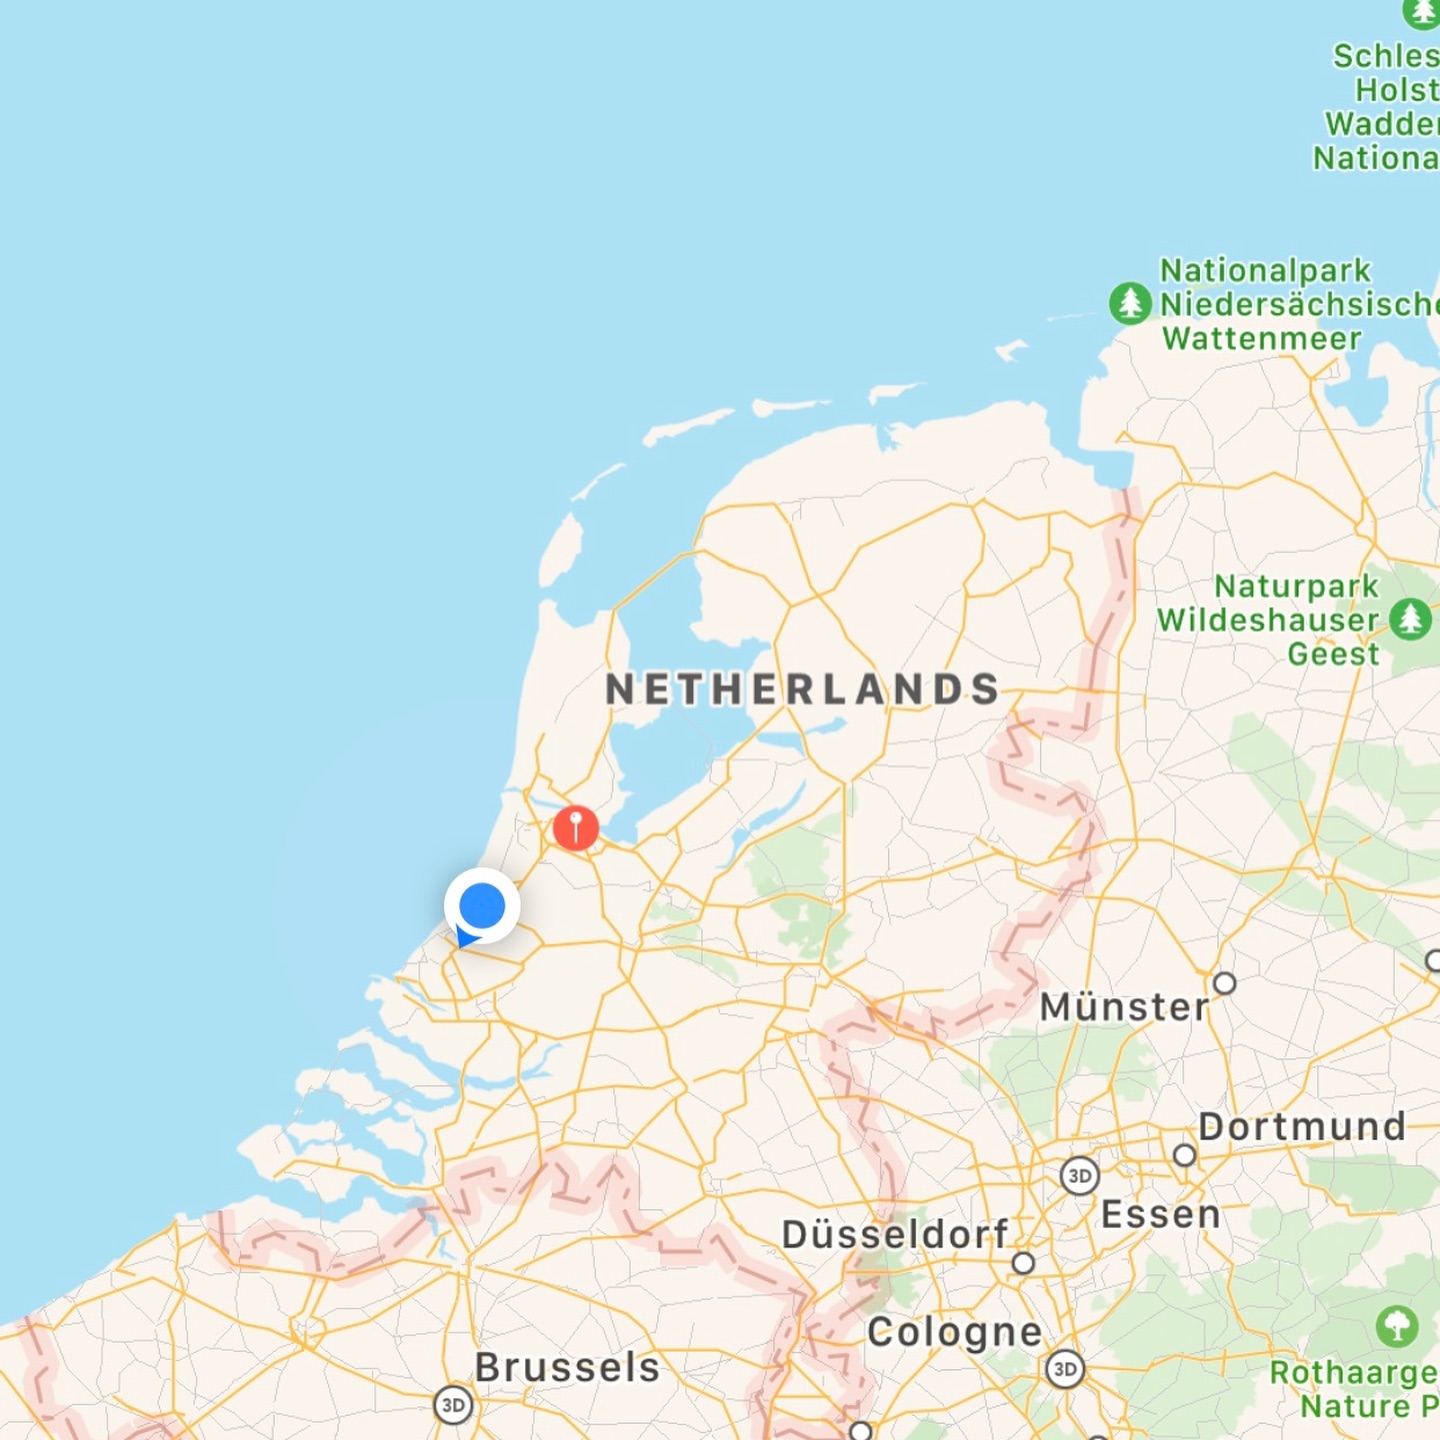 Schles
Holst
Wadde
Nationa
Nationalpark
Niedersächsische
Wattenmeer
Naturpark
Wildeshauser
Geest
NETHERLANDS
Münster
Dortmund
3D
Essen
Düsseldorf
Cologne
3D
Brussels
3D
Rothaarge
Nature P